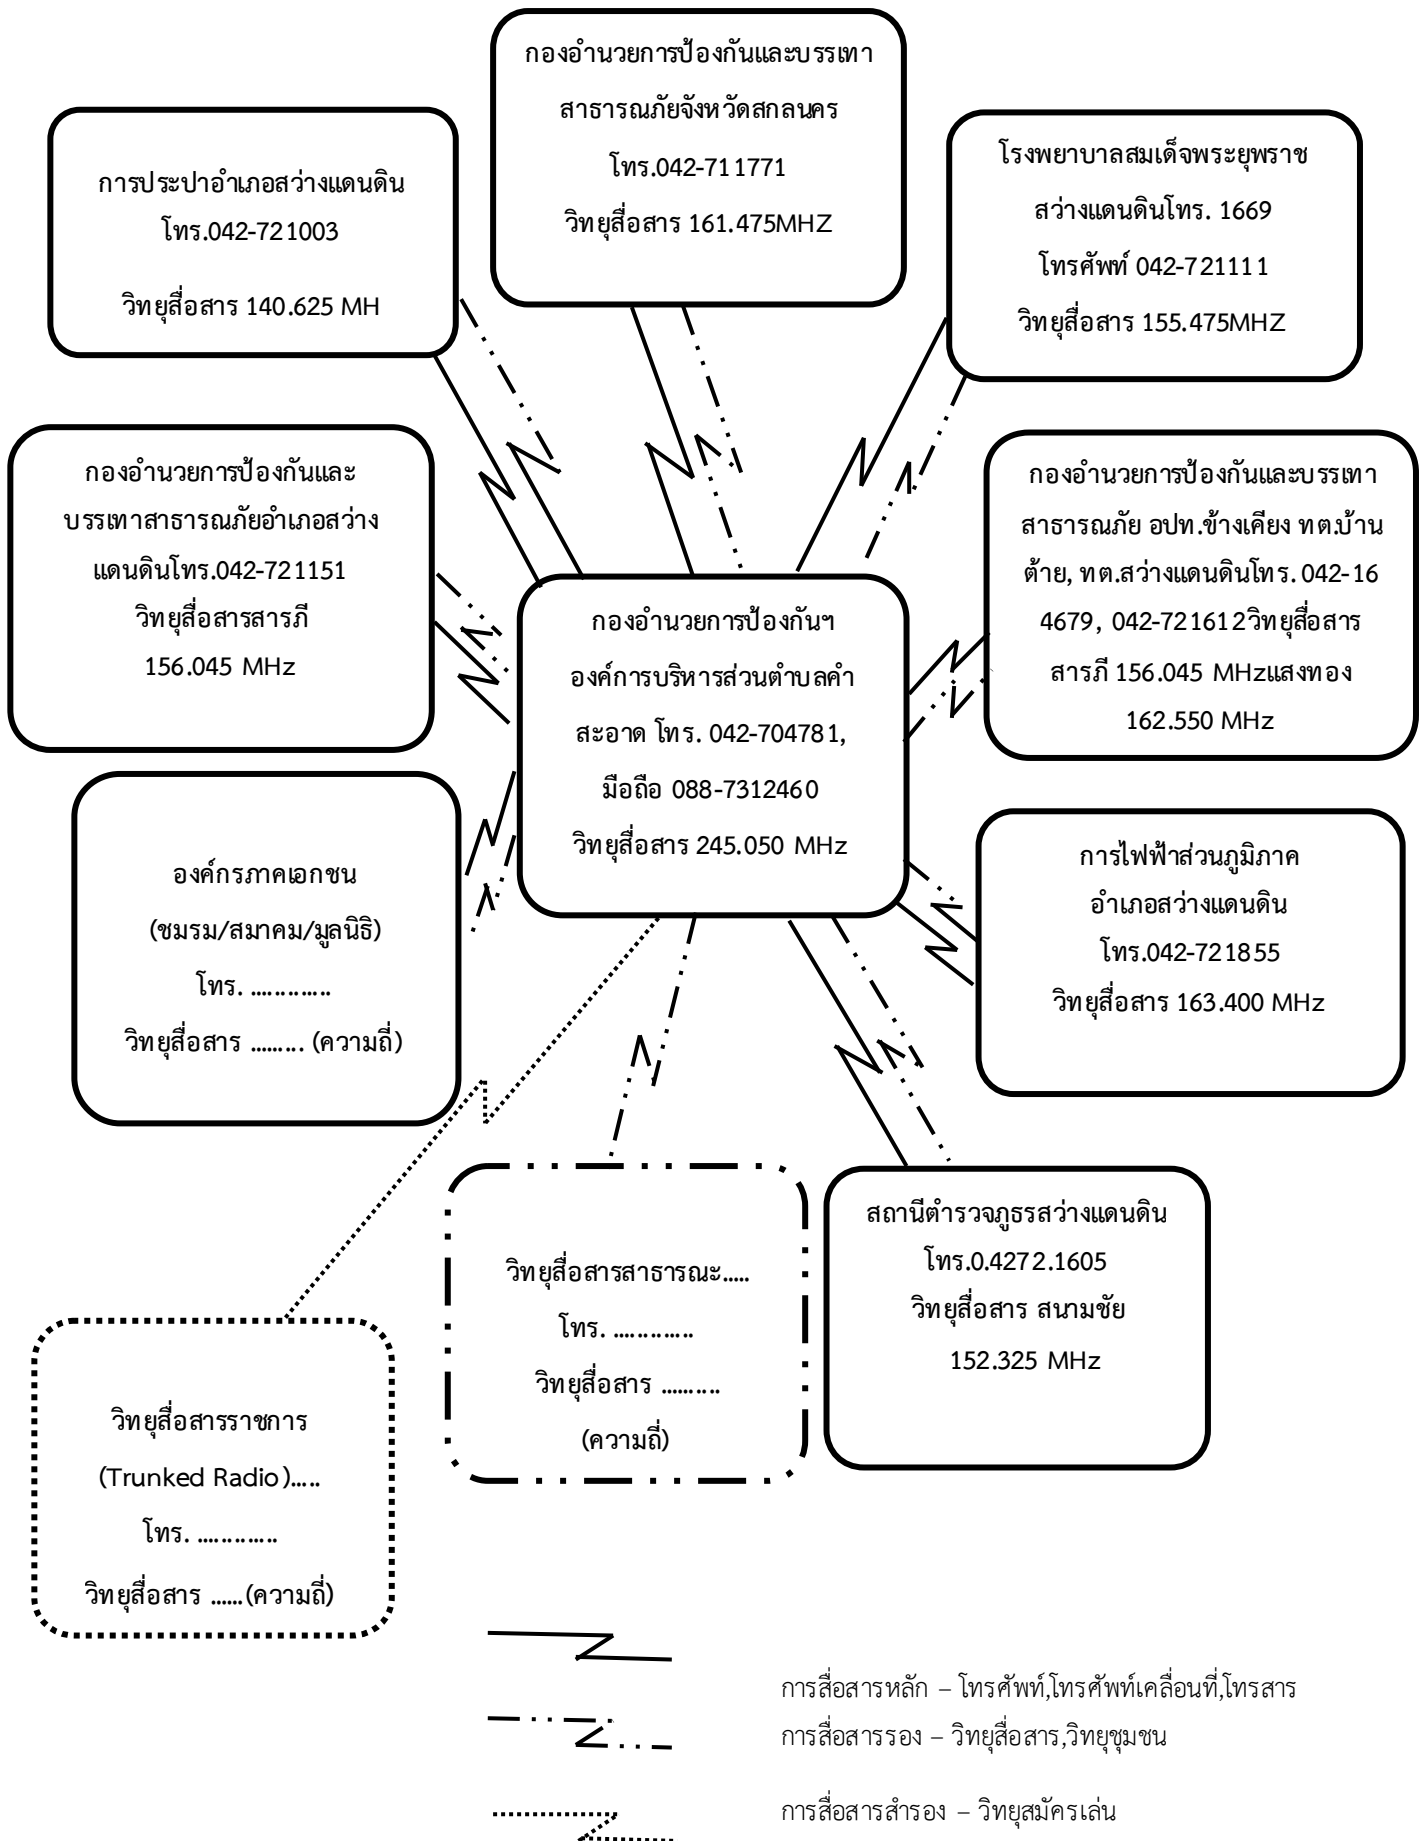 กองอำนวยการป้องกันและบรรเทา
สาธารณภัยจังหวัดสกลนคร
โทร.042-711771
วิทยุสื่อสาร 161.475MHZ
การประปาอำเภอสว่างแดนดิน
โทร.042-721003
วิทยุสื่อสาร 140.625 MH
โรงพยาบาลสมเด็จพระยุพราช
สว่างแดนดินโทร. 1669
โทรศัพท์ 042-721111
วิทยุสื่อสาร 155.475MHZ
กองอำนวยการป้องกันและ
บรรเทาสาธารณภัยอำเภอสว่าง
แดนดินโทร.042-721151
วิทยุสื่อสารสารภี
156.045 MHz
กองอำนวยการป้องกันและบรรเทา
สาธารณภัย อปท.ข้างเคียง ทต.บ้าน
ต้าย, ทต.สว่างแดนดินโทร. 042-16
4679, 042-721612วิทยุสื่อสาร
สารภี 156.045 MHzแสงทอง
162.550 MHz
กองอำนวยการป้องกันฯ
องค์การบริหารส่วนตำบลคำ
สะอาด โทร. 042-704781,
มือถือ 088-7312460
วิทยุสื่อสาร 245.050 MHz
องค์กรภาคเอกชน
(ชมรม/สมาคม/มูลนิธิ)
โทร. .............
วิทยุสื่อสาร ......... (ความถี่)
การไฟฟ้าส่วนภูมิภาค
อำเภอสว่างแดนดิน
โทร.042-721855
วิทยุสื่อสาร 163.400 MHz
วิทยุสื่อสารสาธารณะ.....
โทร. .............
วิทยุสื่อสาร .........
(ความถี่)
สถานีตำรวจภูธรสว่างแดนดิน
โทร.0.4272.1605
วิทยุสื่อสาร สนามชัย
152.325 MHz
วิทยุสื่อสารราชการ
(Trunked Radio).....
โทร. .............
วิทยุสื่อสาร ......(ความถี่)
การสื่อสารหลัก – โทรศัพท์,โทรศัพท์เคลื่อนที่,โทรสาร
การสื่อสารรอง – วิทยุสื่อสาร,วิทยุชุมชน
การสื่อสารสำรอง – วิทยุสมัครเล่น